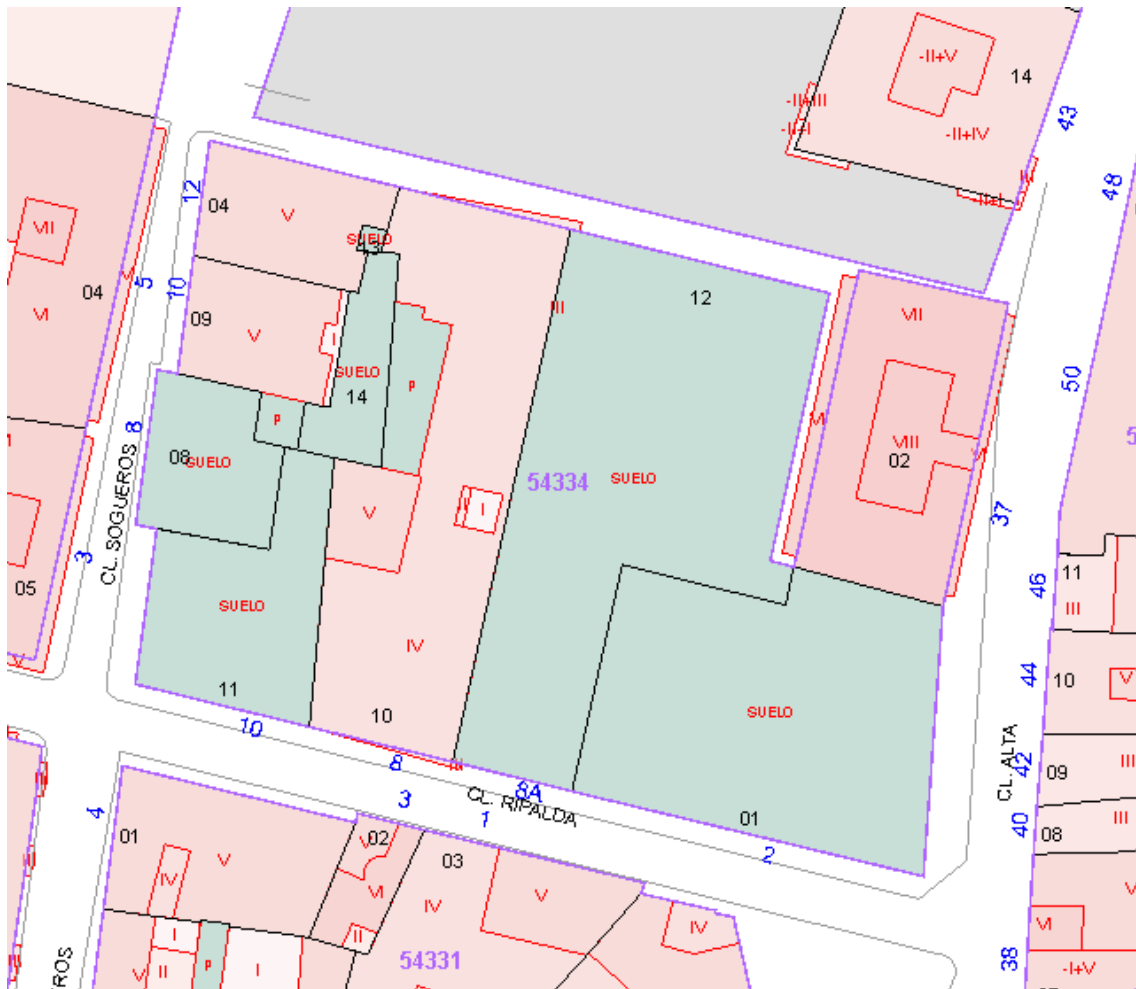 -II+V
14
-II+III
-II+I
-II+IV
43
48
12
04
V
SUELO
VII
04
5
10
VI
12
III
VII
09
V
I
SUELO
14
P
50
8
P
VI
VIII
02
08
SUELO
54334
SUELO
CL. SOGUEROS
V
I
37
3
05
SUELO
46
11
III
IV
11
10
44
10
V
SUELO
10
8
8A
CL. RIPALDA
01
2
CL. ALTA
42
09
III
4
3
1
40
08
III
01
V
02
V
03
IV
VI
IV
V
VI
V
I
II
IV
54331
38
V
II
P
I
-I+V
ROS